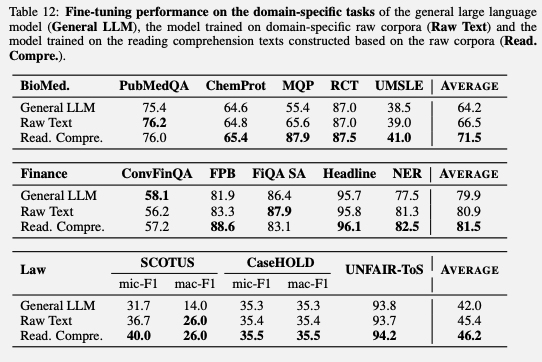 Table 12: Fine-tuning performance on the domain-specific tasks of the general large language
model (General LLM), the model trained on domain-specific raw corpora (Raw Text) and the
model trained on the reading comprehension texts constructed based on the raw corpora (Read.
Compre.).
BioMed. PubMedQA ChemProt MQP RCT UMSLE AVERAGE
General LLM 75.4 64.6 55.4 87.0 38.5 64.2
Raw Text 76.2 64.8 65.6 87.0 39.0 66.5
Read. Compre. 76.0 65.4 87.9 87.5 41.0 71.5
Finance ConvFinQA FPB FiQA SA Headline NER AVERAGE
General LLM 58.1 81.9 86.4 95.7 77.5 79.9
Raw Text 56.2 83.3 87.9 95.8 81.3 80.9
Read. Compre. 57.2 88.6 83.1 96.1 82.5 81.5
Law SCOTUS CaseHOLD UNFAIR-ToS AVERAGE
mic-F1 mac-F1 mic-F1 mac-F1
General LLM 31.7 14.0 35.3 35.3 93.8 42.0
Raw Text 36.7 26.0 35.4 35.4 93.7 45.4
Read. Compre. 40.0 26.0 35.5 35.5 94.2 46.2